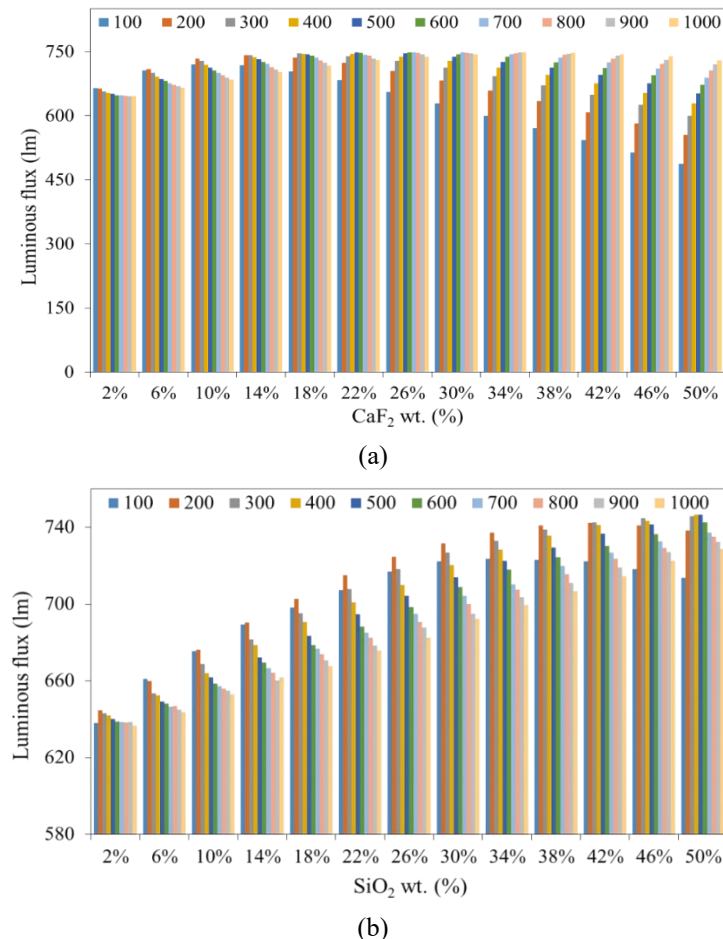 100 200 300 400 500 600 700 800 900 1000
750
600
450
300
150
0
Luminous flux (lm)
2% 6% 10% 14% 18% 22% 26% 30% 34% 38% 42% 46% 50%
CaF₂ wt. (%)
(a)
100 200 300 400 500 600 700 800 900 1000
740
700
660
620
580
Luminous flux (lm)
2% 6% 10% 14% 18% 22% 26% 30% 34% 38% 42% 46% 50%
SiO₂ wt. (%)
(b)